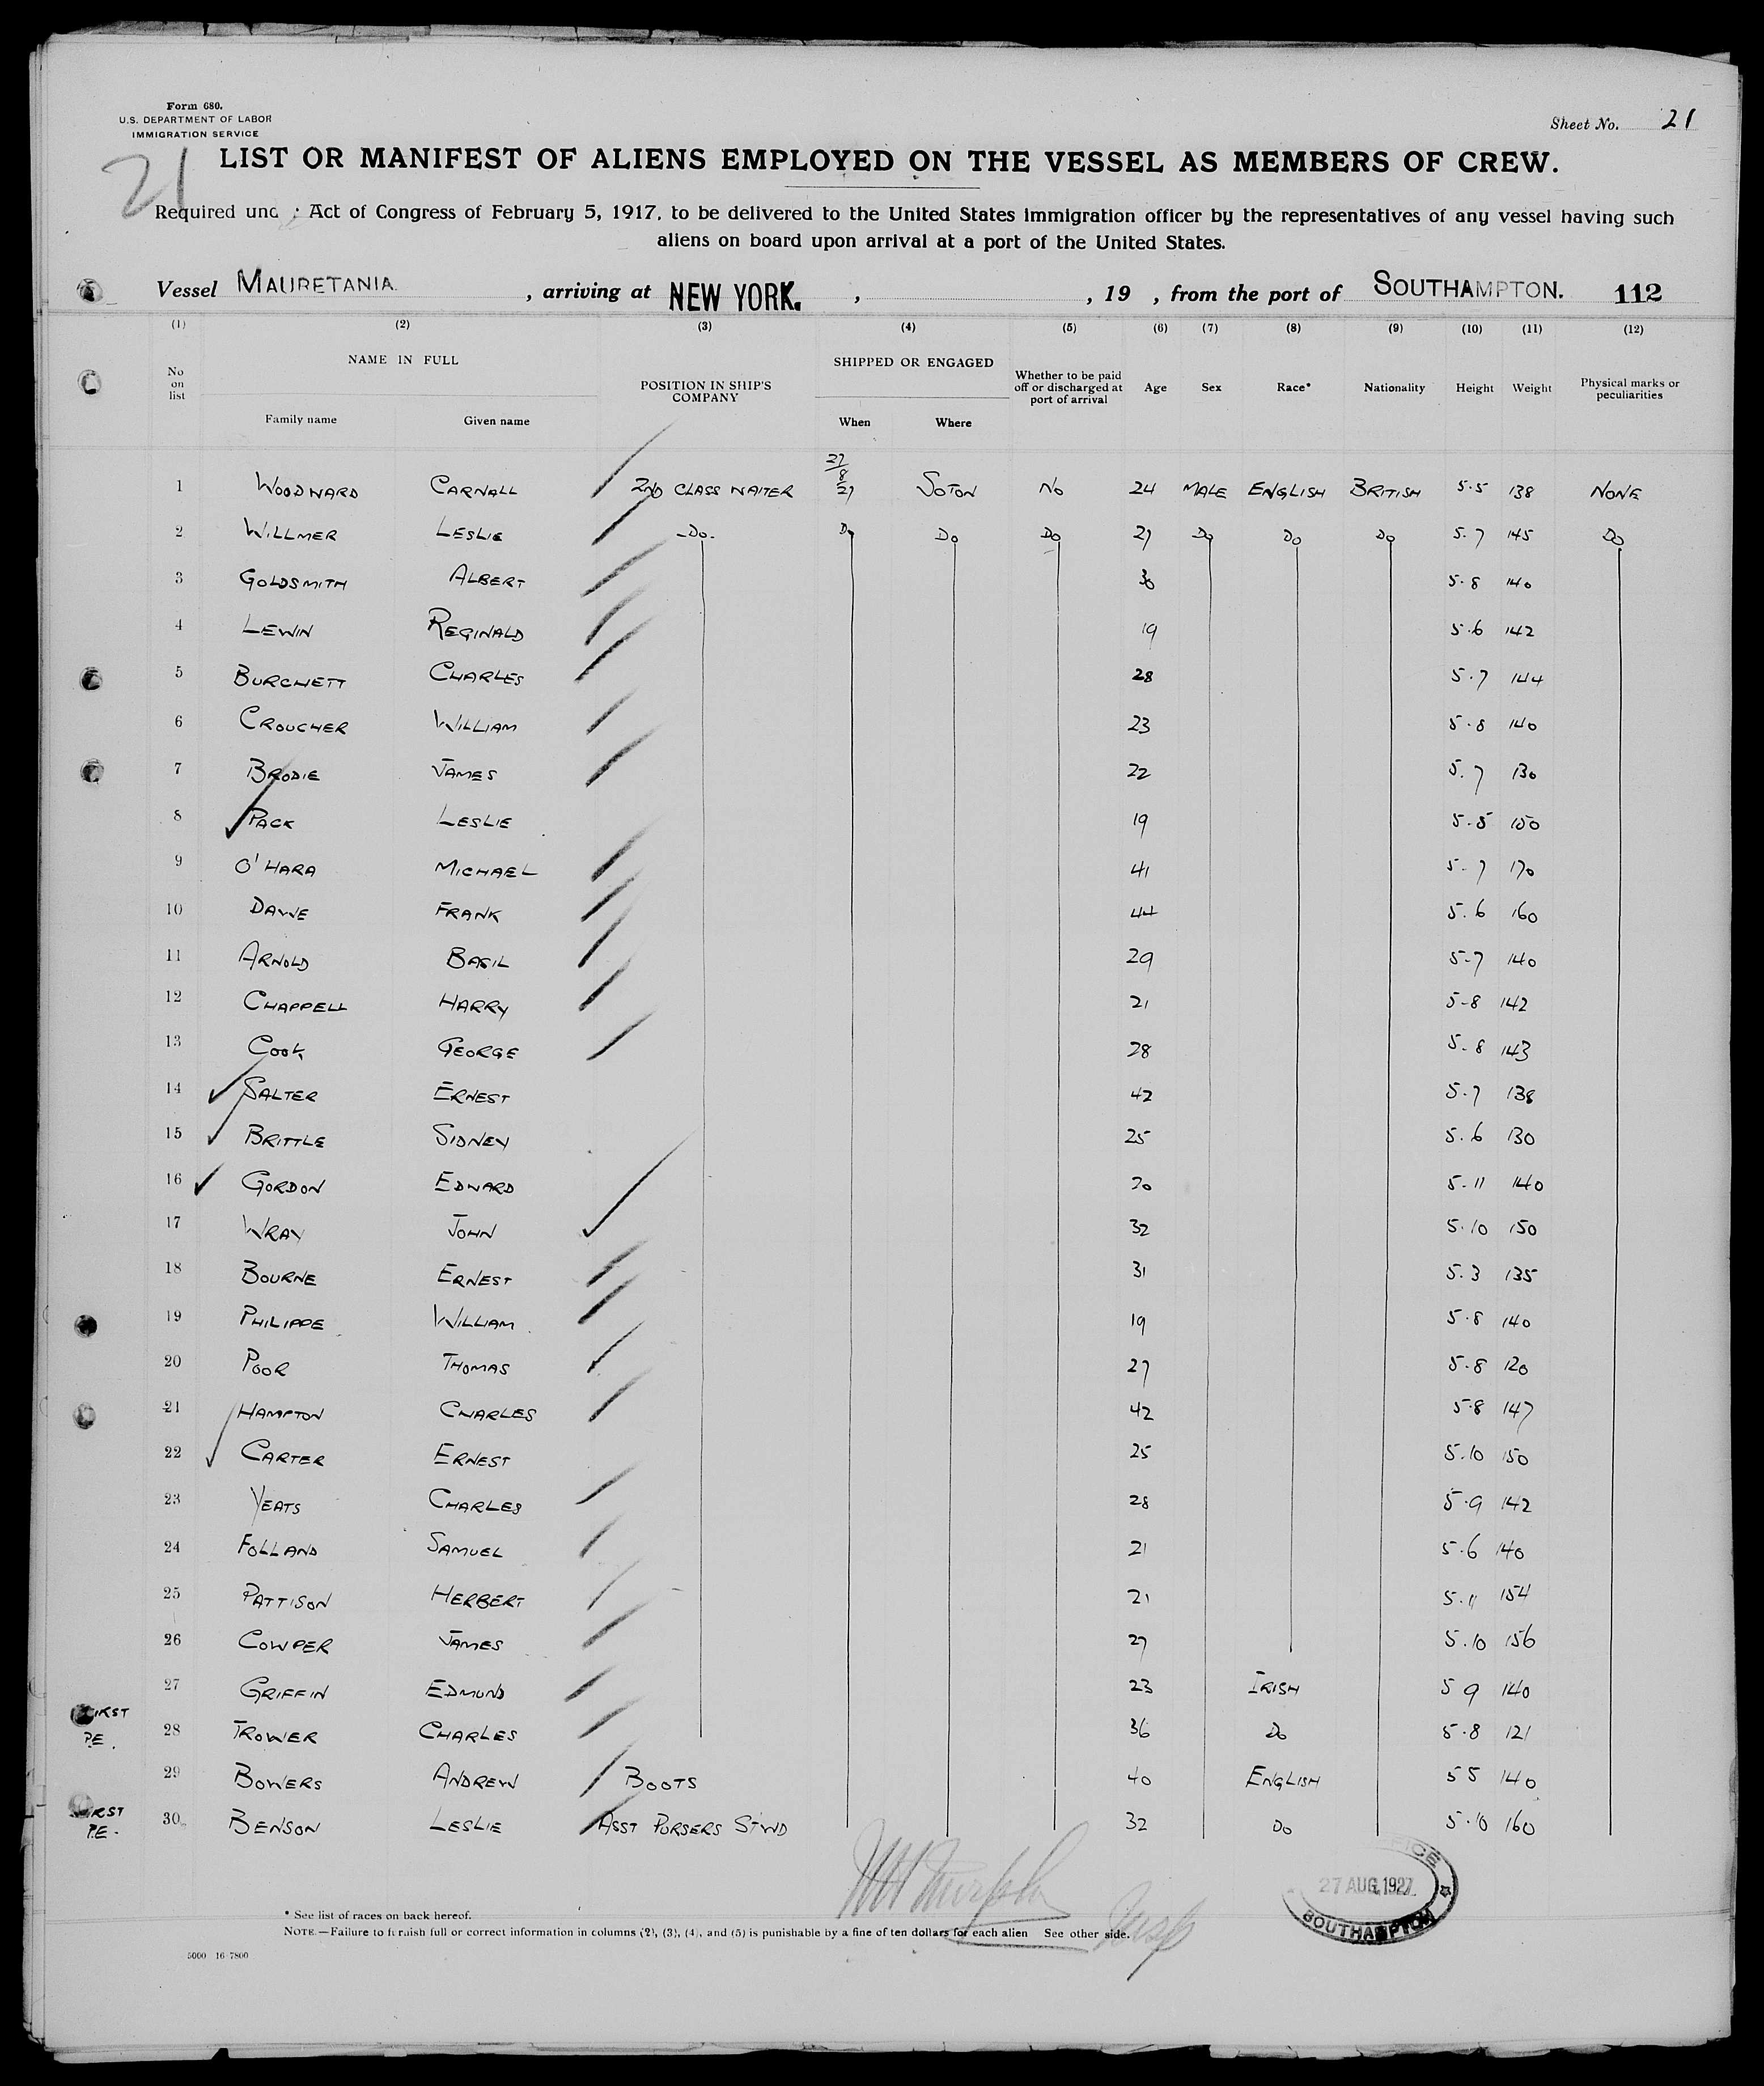 Form 680.
U.S. DEPARTMENT OF LABOR
IMMIGRATION SERVICE
Sheet No. 21
21
LIST OR MANIFEST OF ALIENS EMPLOYED ON THE VESSEL AS MEMBERS OF CREW.
Required und : Act of Congress of February 5, 1917, to be delivered to the United States immigration officer by the representatives of any vessel having such
aliens on board upon arrival at a port of the United States.
Vessel MAURETANIA , arriving at NEW YORK. , , 19 , from the port of SOUTHAMPTON. 112
(1) (2) (3) (4) (5) (6) (7) (8) (9) (10) (11) (12)
No on list NAME IN FULL Family name Given name POSITION IN SHIP'S COMPANY SHIPPED OR ENGAGED When Where Whether to be paid off or discharged at port of arrival Age Sex Race* Nationality Height Weight Physical marks or peculiarities
1 WOODWARD CARNALL 2ND CLASS WAITER 27/8/27 SOTON NO 24 MALE ENGLISH BRITISH 5.5 138 NONE
2 WILLMER LESLIE -DO- DO DO DO 27 DO DO DO 5.7 145 DO
3 GOLDSMITH ALBERT 30 5.8 140
4 LEWIN REGINALD 19 5.6 142
5 BURCHETT CHARLES 28 5.7 144
6 CROUCHER WILLIAM 23 5.8 140
7 BRODIE JAMES 22 5.7 130
8 PACK LESLIE 19 5.5 150
9 O'HARA MICHAEL 41 5.7 170
10 DAWE FRANK 44 5.6 160
11 ARNOLD BASIL 29 5-7 140
12 CHAPPELL HARRY 21 5-8 142
13 COOK GEORGE 28 5.8 143
14 SALTER ERNEST 42 5.7 138
15 BRITTLE SIDNEY 25 5.6 130
16 GORDON EDWARD 20 5.11 140
17 WRAY JOHN 32 5.10 150
18 BOURNE ERNEST 31 5.3 135
19 PHILIPPE WILLIAM 19 5.8 140
20 POOR THOMAS 27 5.8 120
21 HAMPTON CHARLES 42 5.8 147
22 CARTER ERNEST 25 5.10 150
23 YEATS CHARLES 28 5.9 142
24 FOLLAND SAMUEL 21 5.6 140
25 PATTISON HERBERT 21 5.11 154
26 COWPER JAMES 27 5.10 156
27 GRIFFIN EDMUND 23 IRISH 5 9 140
FIRST P.E. 28 TROWER CHARLES 36 DO 5.8 121
29 BOWERS ANDREW BOOTS 40 ENGLISH 5 5 140
FIRST P.E. 30 BENSON LESLIE ASST PURSERS STWD 32 DO 5.10 160
27 AUG 1927
SOUTHAMPTON
* See list of races on back hereof.
NOTE.—Failure to furnish full or correct information in columns (2), (3), (4), and (5) is punishable by a fine of ten dollars for each alien See other side.
5000 16-7800